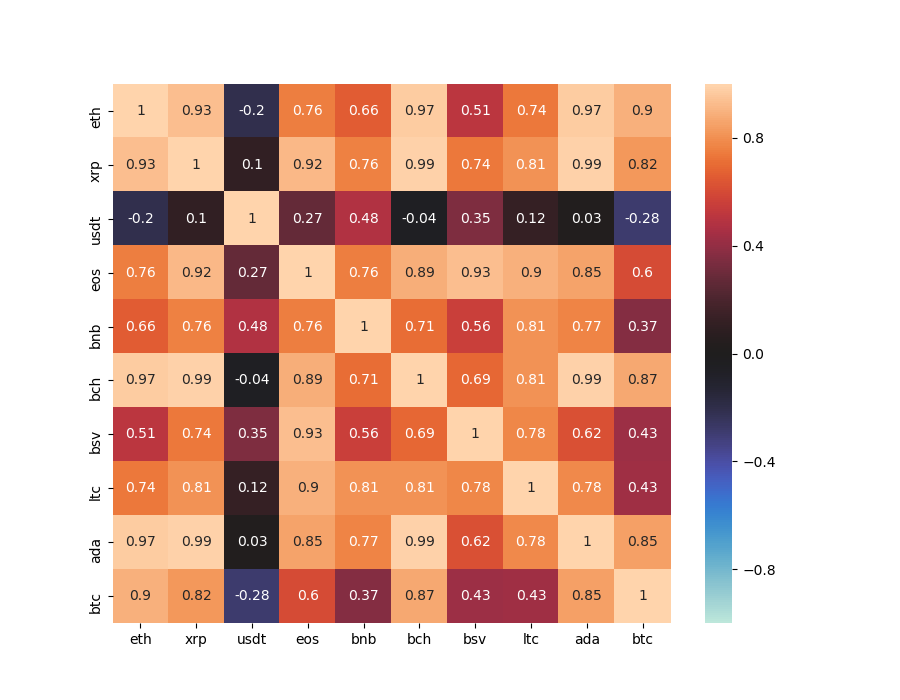 eth 1 0.93 -0.2 0.76 0.66 0.97 0.51 0.74 0.97 0.9
xrp 0.93 1 0.1 0.92 0.76 0.99 0.74 0.81 0.99 0.82
usdt -0.2 0.1 1 0.27 0.48 -0.04 0.35 0.12 0.03 -0.28
eos 0.76 0.92 0.27 1 0.76 0.89 0.93 0.9 0.85 0.6
bnb 0.66 0.76 0.48 0.76 1 0.71 0.56 0.81 0.77 0.37
bch 0.97 0.99 -0.04 0.89 0.71 1 0.69 0.81 0.99 0.87
bsv 0.51 0.74 0.35 0.93 0.56 0.69 1 0.78 0.62 0.43
ltc 0.74 0.81 0.12 0.9 0.81 0.81 0.78 1 0.78 0.43
ada 0.97 0.99 0.03 0.85 0.77 0.99 0.62 0.78 1 0.85
btc 0.9 0.82 -0.28 0.6 0.37 0.87 0.43 0.43 0.85 1
eth xrp usdt eos bnb bch bsv ltc ada btc
0.8
0.4
0.0
−0.4
−0.8